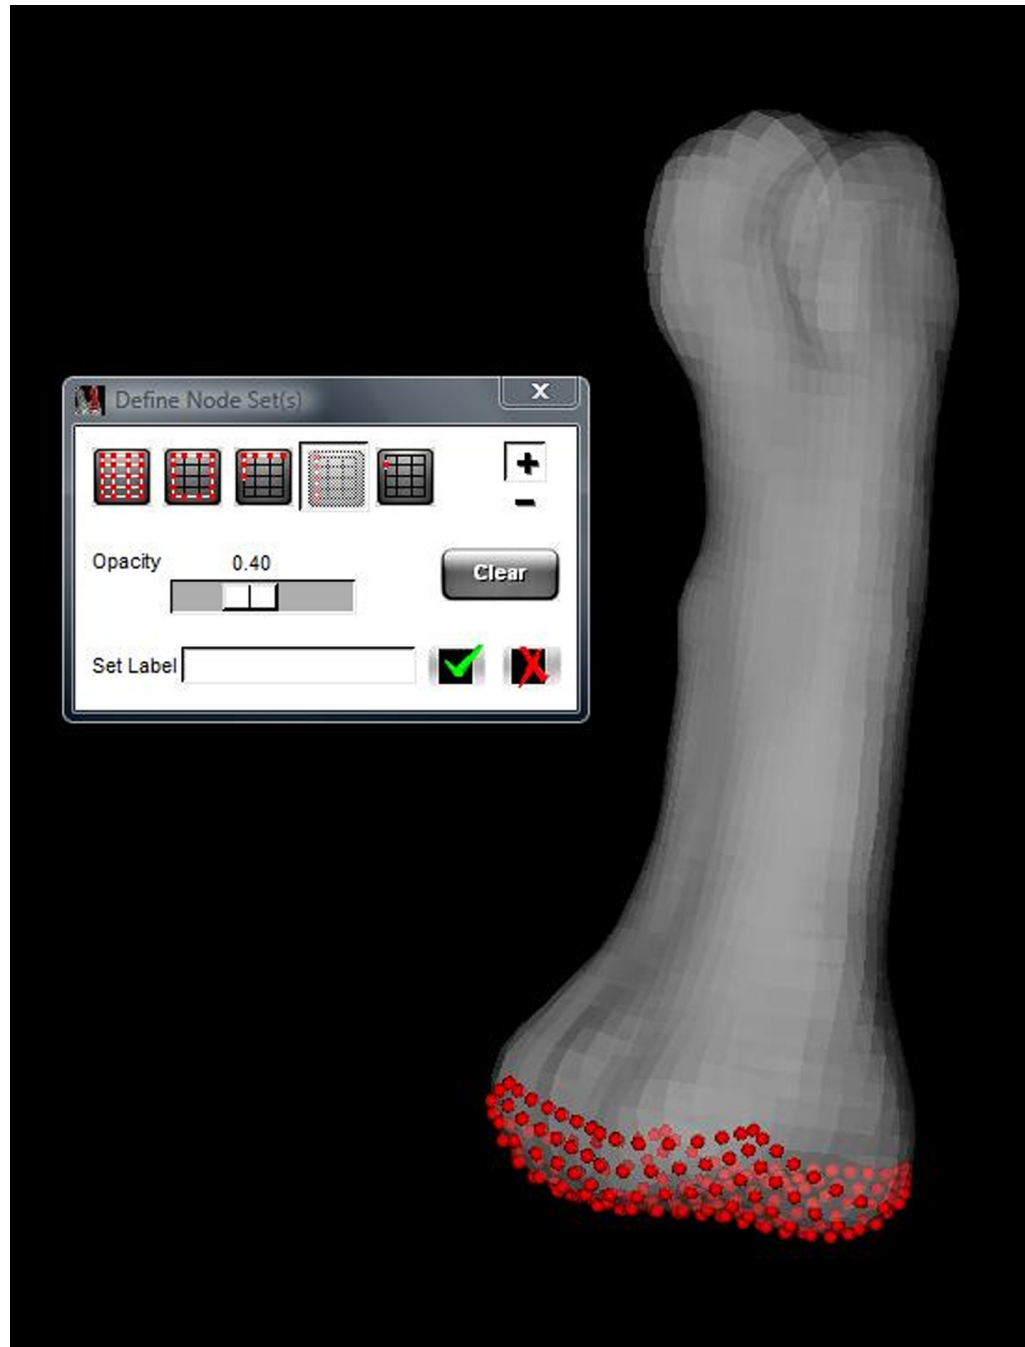 Define Node Set(s)
X
+
-
Opacity
0.40
Clear
Set Label